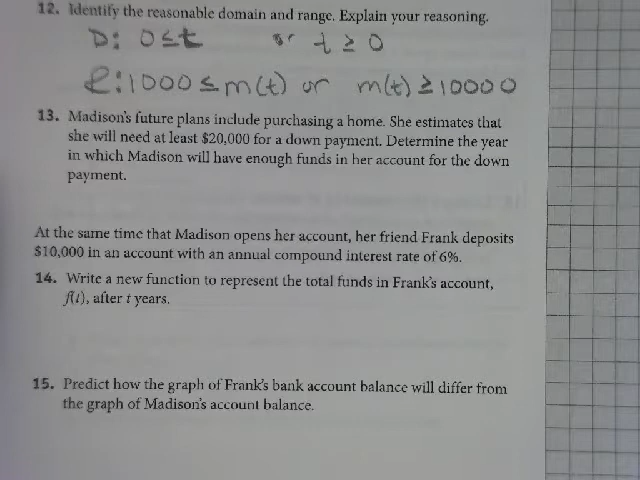 12. Identify the reasonable domain and range. Explain your reasoning.
D: 0≤t or t ≥ 0
R: 1000 ≤ m(t) or m(t) ≥ 10000
13. Madison's future plans include purchasing a home. She estimates that
she will need at least $20,000 for a down payment. Determine the year
in which Madison will have enough funds in her account for the down
payment.
At the same time that Madison opens her account, her friend Frank deposits
$10,000 in an account with an annual compound interest rate of 6%.
14. Write a new function to represent the total funds in Frank's account,
f(t), after t years.
15. Predict how the graph of Frank's bank account balance will differ from
the graph of Madison's account balance.